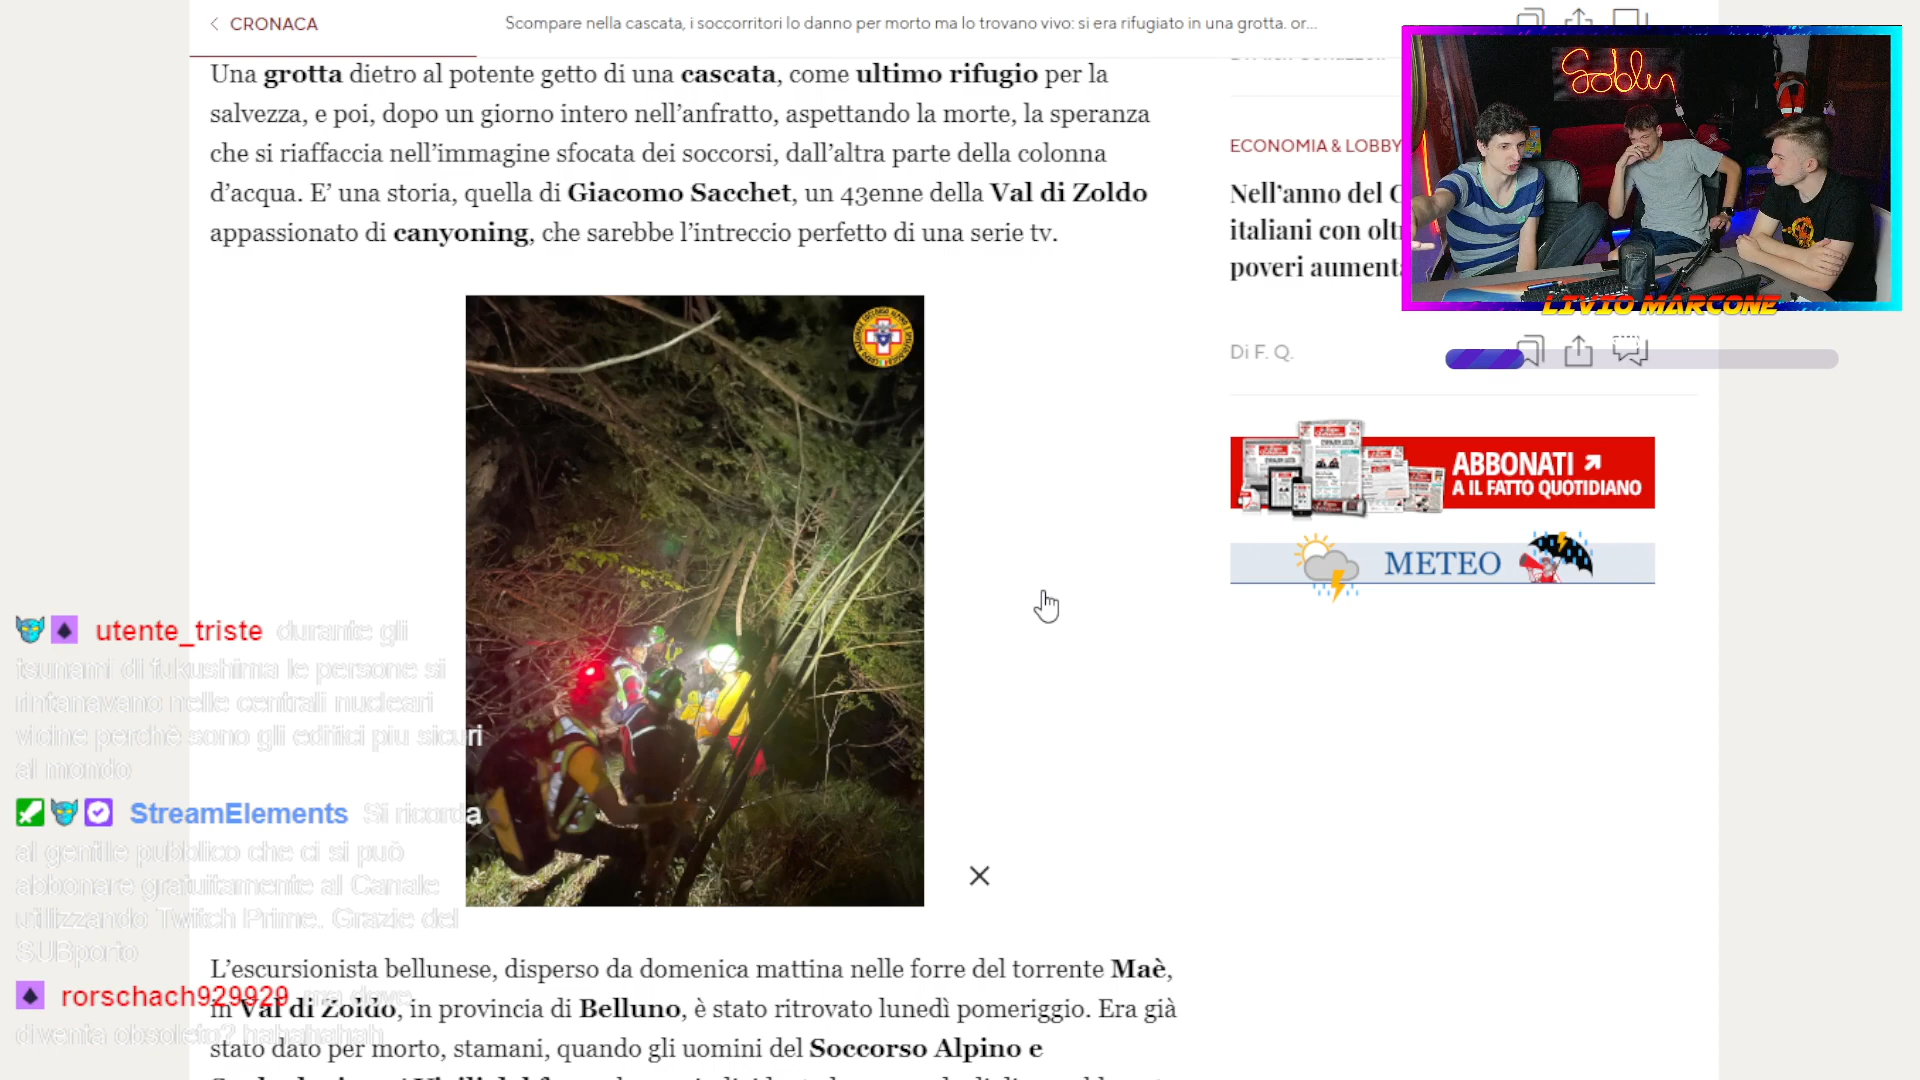 CRONACA
Scompare nella cascata, i soccorritori lo danno per morto ma lo trovano vivo: si era rifugiato in una grotta. or...
Una grotta dietro al potente getto di una cascata, come ultimo rifugio per la
salvezza, e poi, dopo un giorno intero nell’anfratto, aspettando la morte, la speranza
che si riaffaccia nell’immagine sfocata dei soccorsi, dall’altra parte della colonna
d’acqua. E’ una storia, quella di Giacomo Sacchet, un 43enne della Val di Zoldo
appassionato di canyoning, che sarebbe l’intreccio perfetto di una serie tv.
L’escursionista bellunese, disperso da domenica mattina nelle forre del torrente Maè,
in Val di Zoldo, in provincia di Belluno, è stato ritrovato lunedì pomeriggio. Era già
stato dato per morto, stamani, quando gli uomini del Soccorso Alpino e
ECONOMIA & LOBBY
Nell’anno del
italiani con
poveri
Di F. Q.
ABBONATI
A IL FATTO QUOTIDIANO
METEO
Goblin
LIVIO MARCONE
utente_triste durante gli
tsunami di fukushima le persone si
rintanavano nelle centrali nucleari
vicine perchè sono gli edifici piu sicuri
al mondo
StreamElements Si ricorda
al gentile pubblico che ci si può
abbonare gratuitamente al Canale
utilizzando Twitch Prime. Grazie del
SUBporto
rorschach929929 ma dove
diventa obsoleto? hahahahah